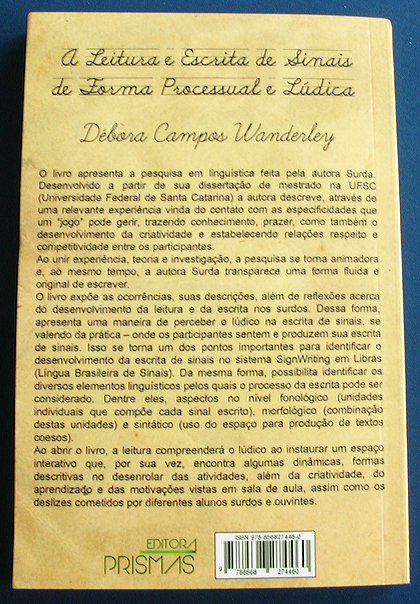 A Leitura e Escrita de Sinais
de Forma Processual e Lúdica
Débora Campos Wanderley
O livro apresenta a pesquisa em linguística feita pela autora Surda.
Desenvolvido a partir de sua dissertação de mestrado na UFSC
(Universidade Federal de Santa Catarina) a autora descreve, através de
uma relevante experiência vinda do contato com as especificidades que
um "jogo" pode gerir, trazendo conhecimento, prazer, como também o
desenvolvimento da criatividade e estabelecendo relações respeito e
competitividade entre os participantes.
Ao unir experiência, teoria e investigação, a pesquisa se torna animadora
e, ao mesmo tempo, a autora Surda transparece uma forma fluida e
original de escrever.
O livro expõe as ocorrências, suas descrições, além de reflexões acerca
do desenvolvimento da leitura e da escrita nos surdos. Dessa forma,
apresenta uma maneira de perceber o lúdico na escrita de sinais, se
valendo da prática – onde os participantes sentem e produzem sua escrita
de sinais. Isso se torna um dos pontos importantes para identificar o
desenvolvimento da escrita de sinais no sistema SignWriting em Libras
(Língua Brasileira de Sinais). Da mesma forma, possibilita identificar os
diversos elementos linguísticos pelos quais o processo da escrita pode ser
considerado. Dentre eles, aspectos no nível fonológico (unidades
individuais que compõe cada sinal escrito), morfológico (combinação
destas unidades) e sintático (uso do espaço para produção de textos
coesos).
Ao abrir o livro, a leitura compreenderá o lúdico ao instaurar um espaço
interativo que, por sua vez, encontra algumas dinâmicas, formas
descritivas no desenrolar das atividades, além da criatividade, do
aprendizado e das motivações vistas em sala de aula, assim como os
deslizes cometidos por diferentes alunos surdos e ouvintes.
EDITORA
PRISMAS
ISBN 978-856827446-0
9 788568 274460